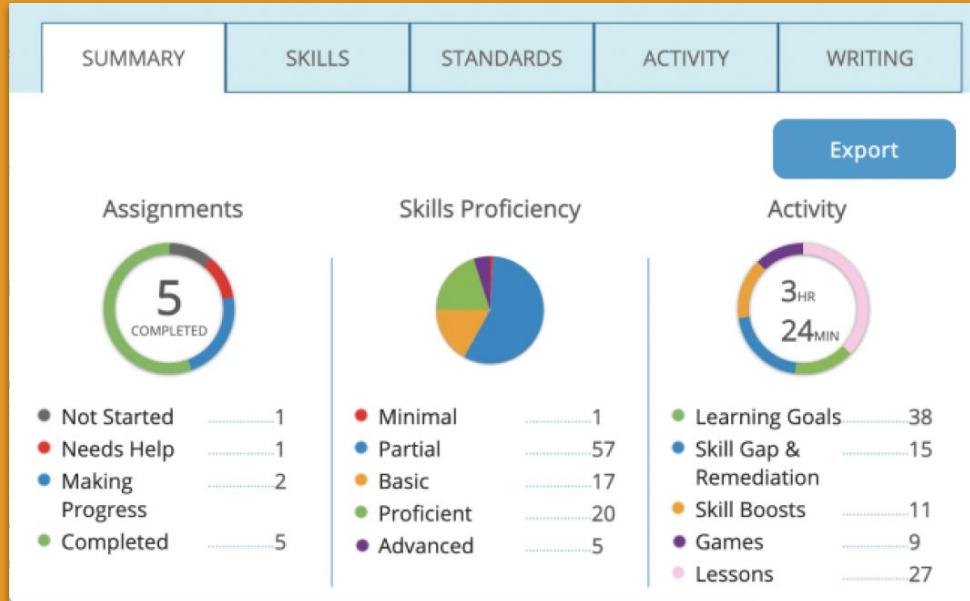 SUMMARY
SKILLS
STANDARDS
ACTIVITY
WRITING
Export
Assignments
5
COMPLETED
Not Started 1
Needs Help 1
Making 2
Progress
Completed 5
Skills Proficiency
Minimal 1
Partial 57
Basic 17
Proficient 20
Advanced 5
Activity
3HR
24MIN
Learning Goals 38
Skill Gap & 15
Remediation
Skill Boosts 11
Games 9
Lessons 27